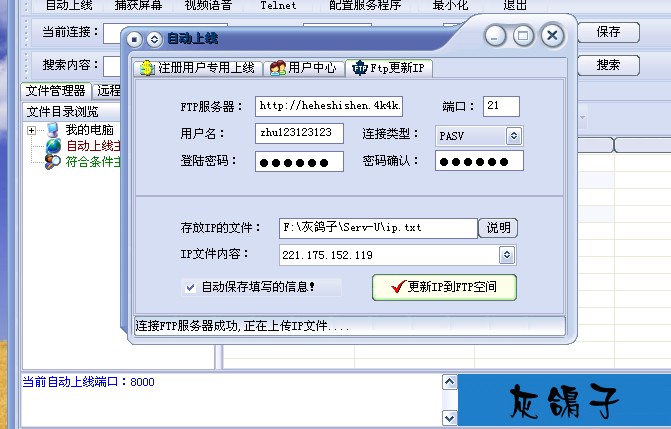 自动上线 捕获屏幕 视频语音 Telnet 配置服务程序 最小化 退出
当前连接： 保存
搜索内容： 搜索
自动上线
注册用户专用上线 用户中心 Ftp更新IP
FTP服务器： http://heheshishen.4k4k. 端口： 21
用户名： zhu123123123 连接类型： PASV
登陆密码： ●●●●●● 密码确认： ●●●●●●
存放IP的文件： F:\灰鸽子\Serv-U\ip.txt 说明
IP文件内容： 221.175.152.119
自动保存填写的信息！ 更新IP到FTP空间
连接FTP服务器成功,正在上传IP文件....
文件管理器 远程
文件目录浏览
我的电脑
自动上线主
符合条件主
当前自动上线端口：8000
灰鸽子